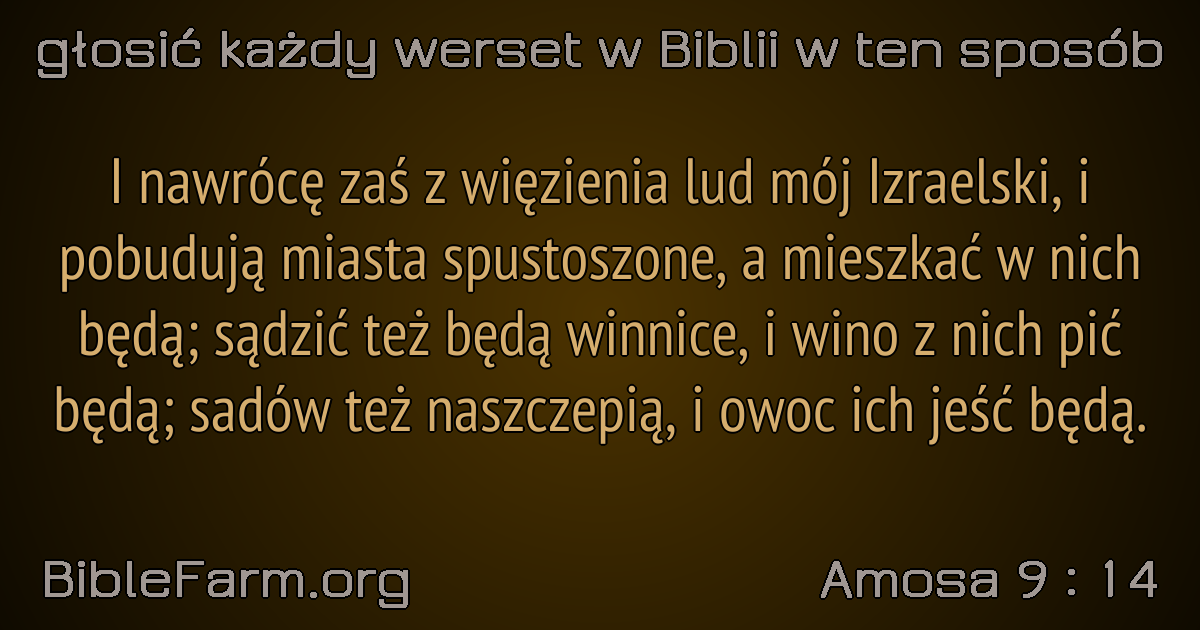 głosić każdy werset w Biblii w ten sposób
I nawrócę zaś z więzienia lud mój Izraelski, i
pobudują miasta spustoszone, a mieszkać w nich
będą; sądzić też będą winnice, i wino z nich pić
będą; sadów też naszczepią, i owoc ich jeść będą.
BibleFarm.org
Amosa 9 : 14